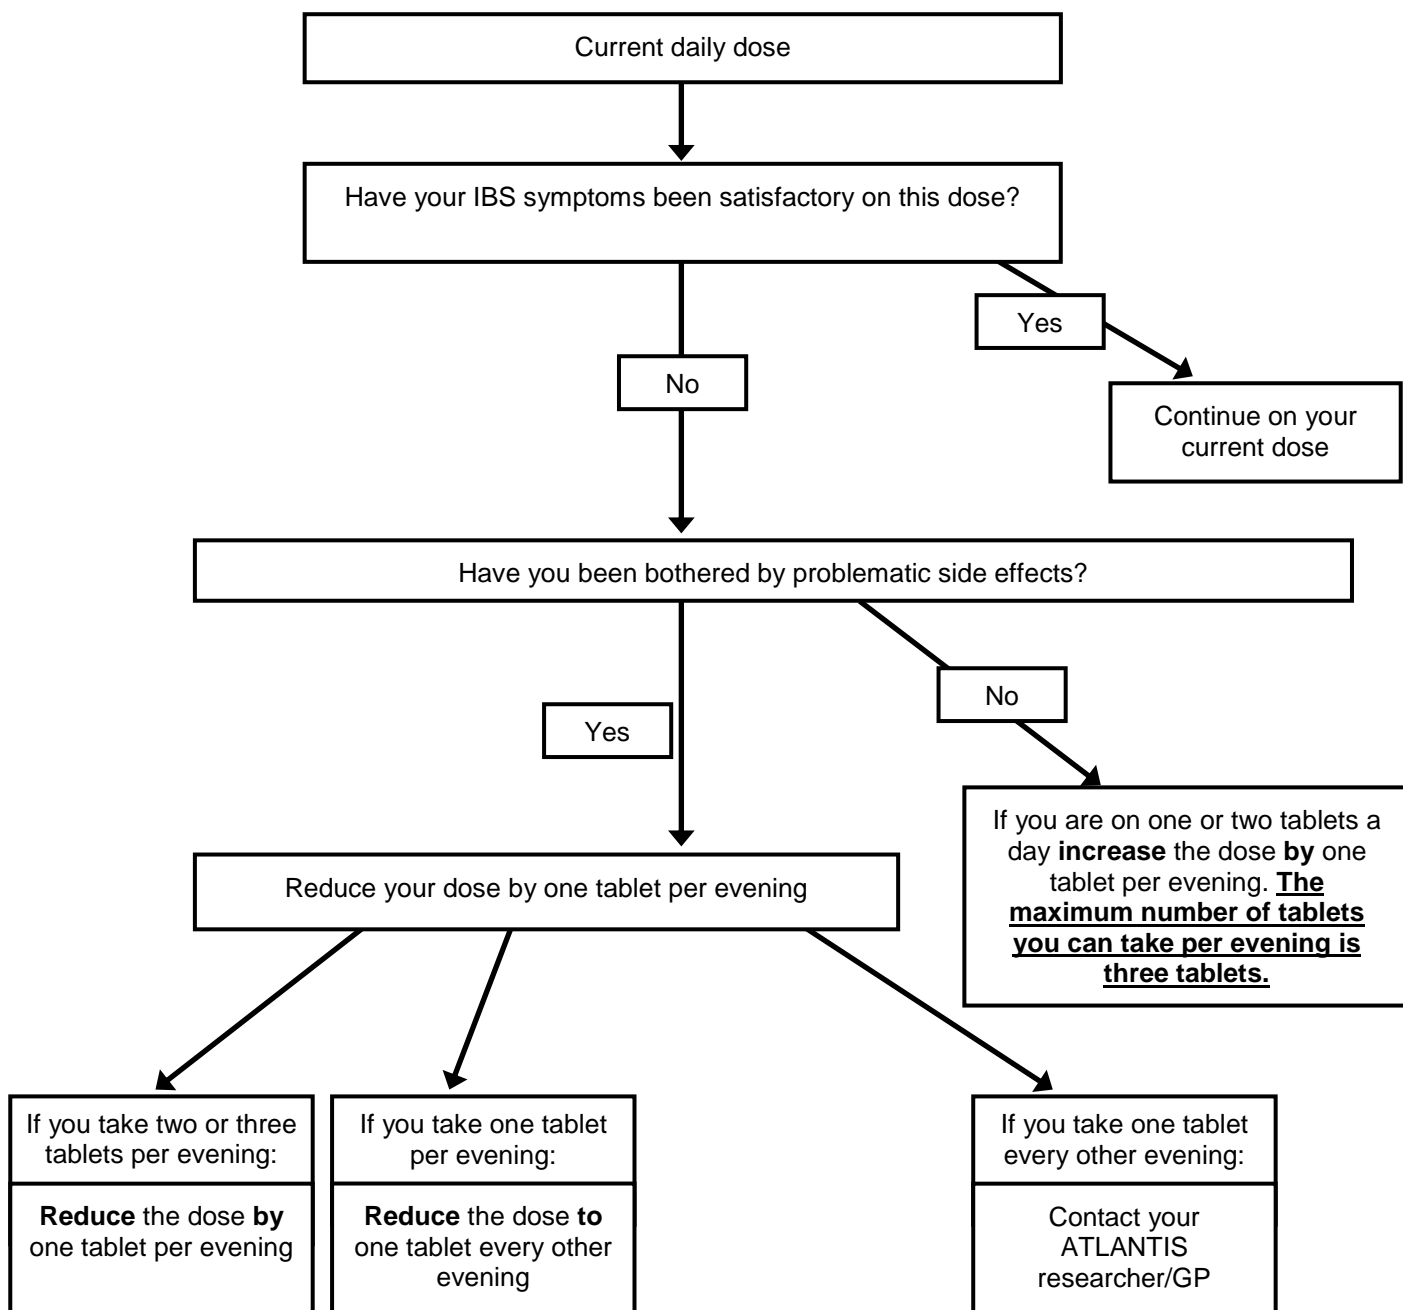 Current daily dose
Have your IBS symptoms been satisfactory on this dose?
Yes
No
Continue on your
current dose
Have you been bothered by problematic side effects?
No
Yes
If you are on one or two tablets a
day increase the dose by one
tablet per evening. The
maximum number of tablets
you can take per evening is
three tablets.
Reduce your dose by one tablet per evening
If you take two or three
tablets per evening:
Reduce the dose by
one tablet per evening
If you take one tablet
per evening:
Reduce the dose to
one tablet every other
evening
If you take one tablet
every other evening:
Contact your
ATLANTIS
researcher/GP